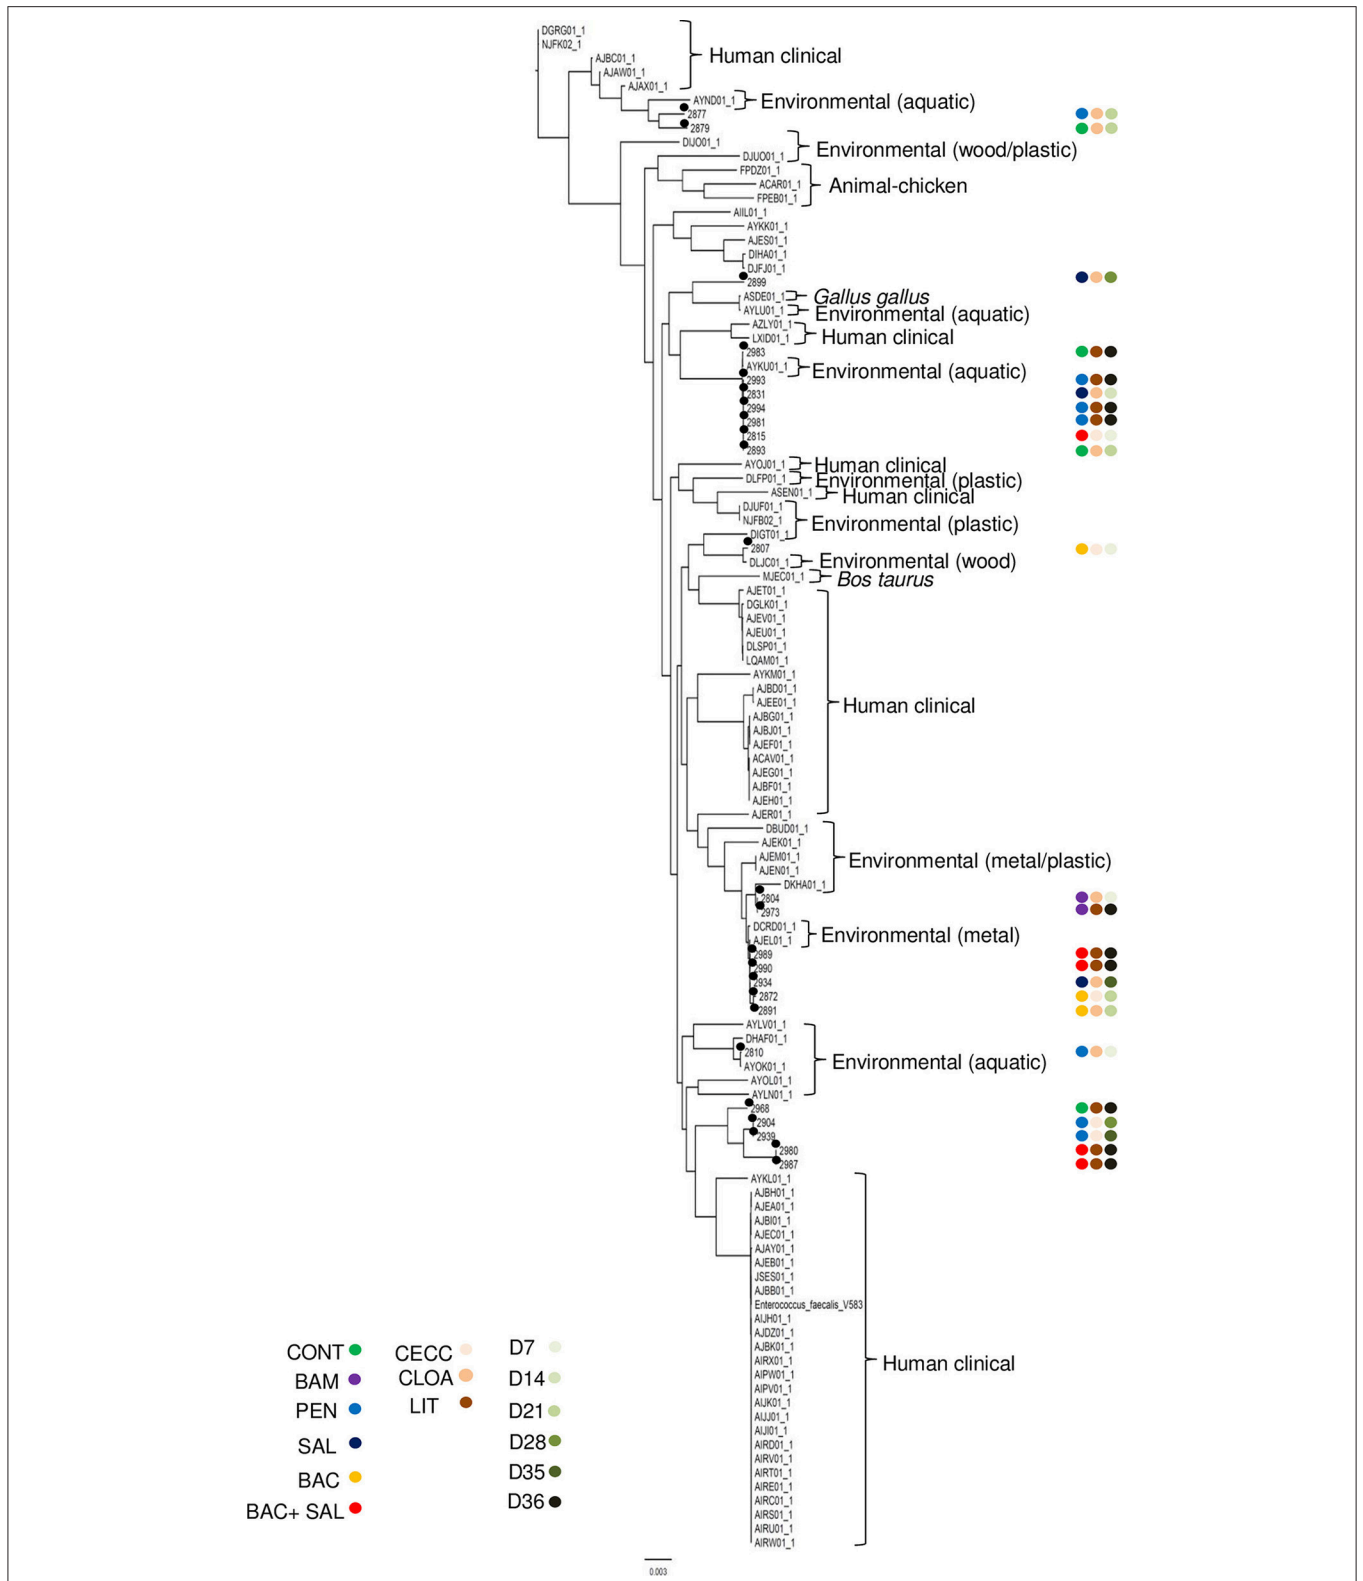 DGRG01_1
NJFK02_1
Human clinical
AJBC01_1
AJAW01_1
AJAX01_1
AYND01_1
Environmental (aquatic)
2877
2879
DIJO01_1
Environmental (wood/plastic)
DJUO01_1
FPDZ01_1
ACAR01_1
Animal-chicken
FPEB01_1
AIIL01_1
AYKK01_1
AJES01_1
DIHA01_1
DJFJ01_1
2899
ASDE01_1
Gallus gallus
AYLU01_1
Environmental (aquatic)
AZLY01_1
LXID01_1
Human clinical
2983
AYKU01_1
Environmental (aquatic)
2993
2831
2994
2981
2815
2893
AYOJ01_1
Human clinical
DLFP01_1
Environmental (plastic)
ASEN01_1
Human clinical
DJUF01_1
NJFB02_1
Environmental (plastic)
DIGT01_1
2807
DLJC01_1
Environmental (wood)
MJEC01_1
Bos taurus
AJET01_1
DGLK01_1
AJEV01_1
AJEU01_1
DLSP01_1
LQAM01_1
AYKM01_1
AJBD01_1
AJEE01_1
Human clinical
AJBG01_1
AJBJ01_1
AJEF01_1
ACAV01_1
AJEG01_1
AJBF01_1
AJEH01_1
AJER01_1
DBUD01_1
AJEK01_1
AJEM01_1
Environmental (metal/plastic)
AJEN01_1
DKHA01_1
2804
2973
DCRD01_1
Environmental (metal)
AJEL01_1
2989
2990
2934
2872
2891
AYLV01_1
DHAF01_1
2810
Environmental (aquatic)
AYOK01_1
AYOL01_1
AYLN01_1
2968
2904
2939
2980
2987
AYKL01_1
AJBH01_1
AJEA01_1
AJBI01_1
AJEC01_1
AJAY01_1
AJEB01_1
JSES01_1
AJBB01_1
Enterococcus_faecalis_V583
AIJH01_1
AJDZ01_1
AJBK01_1
AIRX01_1
Human clinical
AIPW01_1
AIPV01_1
AIJK01_1
AIJJ01_1
AIJI01_1
AIRD01_1
AIRV01_1
AIRT01_1
AIRE01_1
AIRC01_1
AIRS01_1
AIRU01_1
AIRW01_1
CONT
BAM
PEN
SAL
BAC
BAC+ SAL
CECC
CLOA
LIT
D7
D14
D21
D28
D35
D36
0.003